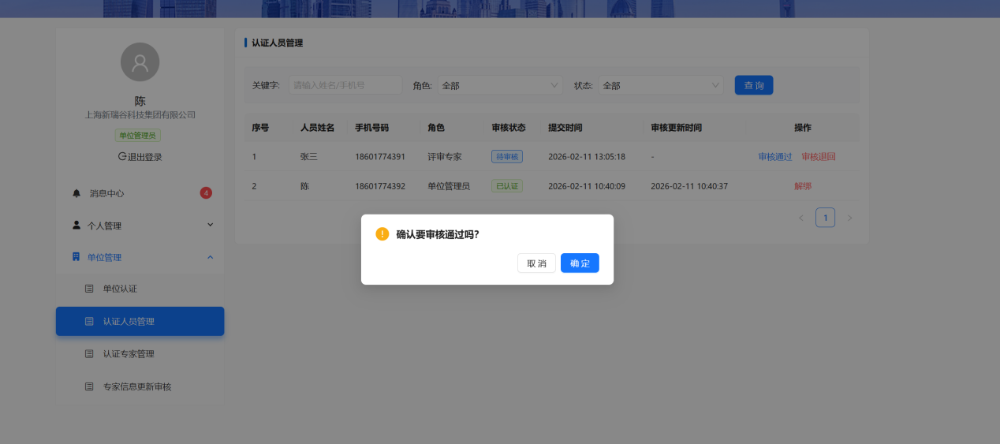 陈
上海新瑞谷科技集团有限公司
单位管理员
退出登录
消息中心 4
个人管理
单位管理
单位认证
认证人员管理
认证专家管理
专家信息更新审核
认证人员管理
关键字: 请输入姓名/手机号 角色: 全部 状态: 全部 查询
序号 人员姓名 手机号码 角色 审核状态 提交时间 审核更新时间 操作
1 张三 18601774391 评审专家 待审核 2026-02-11 13:05:18 - 审核通过 审核退回
2 陈 18601774392 单位管理员 已认证 2026-02-11 10:40:09 2026-02-11 10:40:37 解绑
< 1 >
确认要审核通过吗?
取消 确定